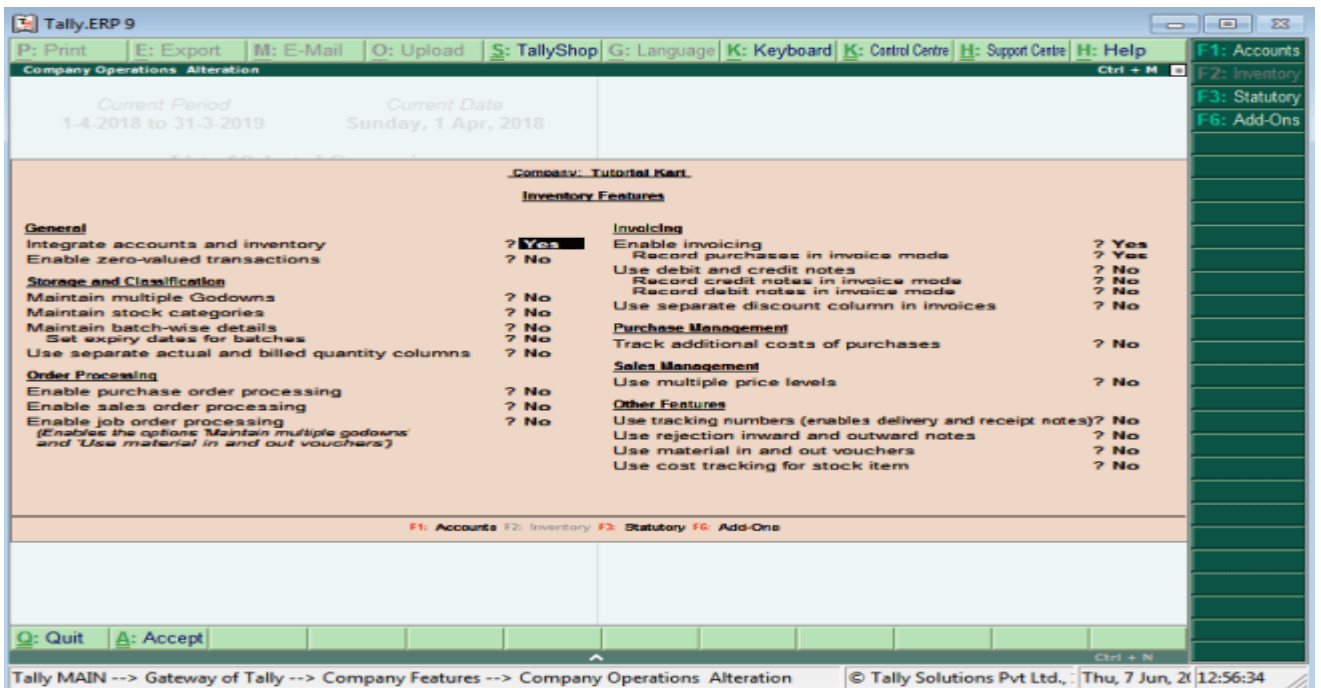 Tally.ERP 9
P: Print E: Export M: E-Mail O: Upload S: TallyShop G: Language K: Keyboard K: Control Centre H: Support Centre H: Help
F1: Accounts
Company Operations Alteration Ctrl + M
F2: Inventory
F3: Statutory
F6: Add-Ons
Current Period Current Date
1-4-2018 to 31-3-2019 Sunday, 1 Apr, 2018
Company: Tutorial Kart
Inventory Features
General
Integrate accounts and inventory ? Yes
Enable zero-valued transactions ? No
Storage and Classification
Maintain multiple Godowns ? No
Maintain stock categories ? No
Maintain batch-wise details ? No
Set expiry dates for batches ? No
Use separate actual and billed quantity columns ? No
Order Processing
Enable purchase order processing ? No
Enable sales order processing ? No
Enable job order processing ? No
(Enables the options 'Maintain multiple godowns'
and 'Use material in and out vouchers')
Invoicing
Enable invoicing ? Yes
Record purchases in invoice mode ? Yes
Use debit and credit notes ? No
Record credit notes in invoice mode ? No
Record debit notes in invoice mode ? No
Use separate discount column in invoices ? No
Purchase Management
Track additional costs of purchases ? No
Sales Management
Use multiple price levels ? No
Other Features
Use tracking numbers (enables delivery and receipt notes)? No
Use rejection inward and outward notes ? No
Use material in and out vouchers ? No
Use cost tracking for stock item ? No
F1: Accounts F2: Inventory F3: Statutory F6: Add-Ons
Q: Quit A: Accept
Ctrl + N
Tally MAIN --> Gateway of Tally --> Company Features --> Company Operations Alteration © Tally Solutions Pvt Ltd., Thu, 7 Jun, 12:56:34